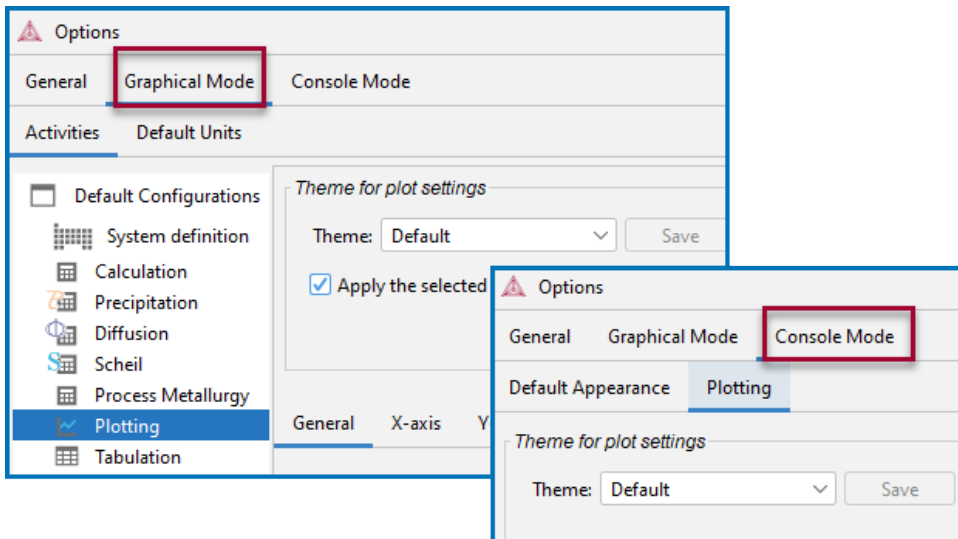 Options
General Graphical Mode Console Mode
Activities Default Units
Default Configurations
System definition
Calculation
Precipitation
Diffusion
Scheil
Process Metallurgy
Plotting
Tabulation
Theme for plot settings
Theme: Default Save
Apply the selected
General X-axis Y
Options
General Graphical Mode Console Mode
Default Appearance Plotting
Theme for plot settings
Theme: Default Save